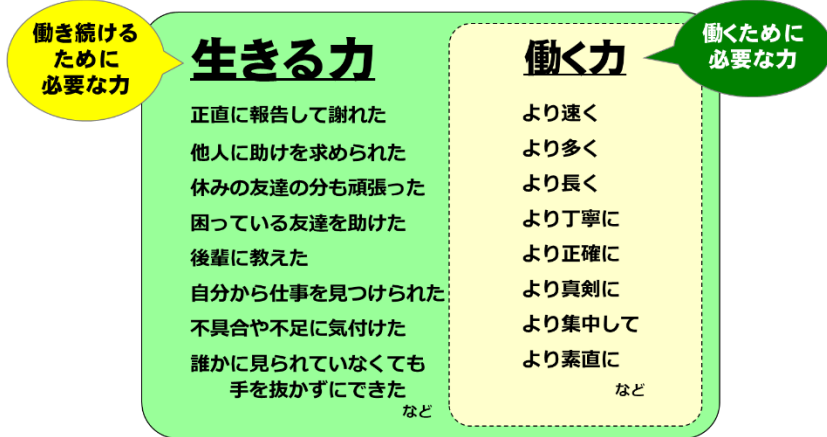 働き続ける
ために
必要な力
生きる力
正直に報告して謝れた
他人に助けを求められた
休みの友達の分も頑張った
困っている友達を助けた
後輩に教えた
自分から仕事を見つけられた
不具合や不足に気付けた
誰かに見られていなくても
手を抜かずにできた
など
働くために
必要な力
働く力
より速く
より多く
より長く
より丁寧に
より正確に
より真剣に
より集中して
より素直に
など